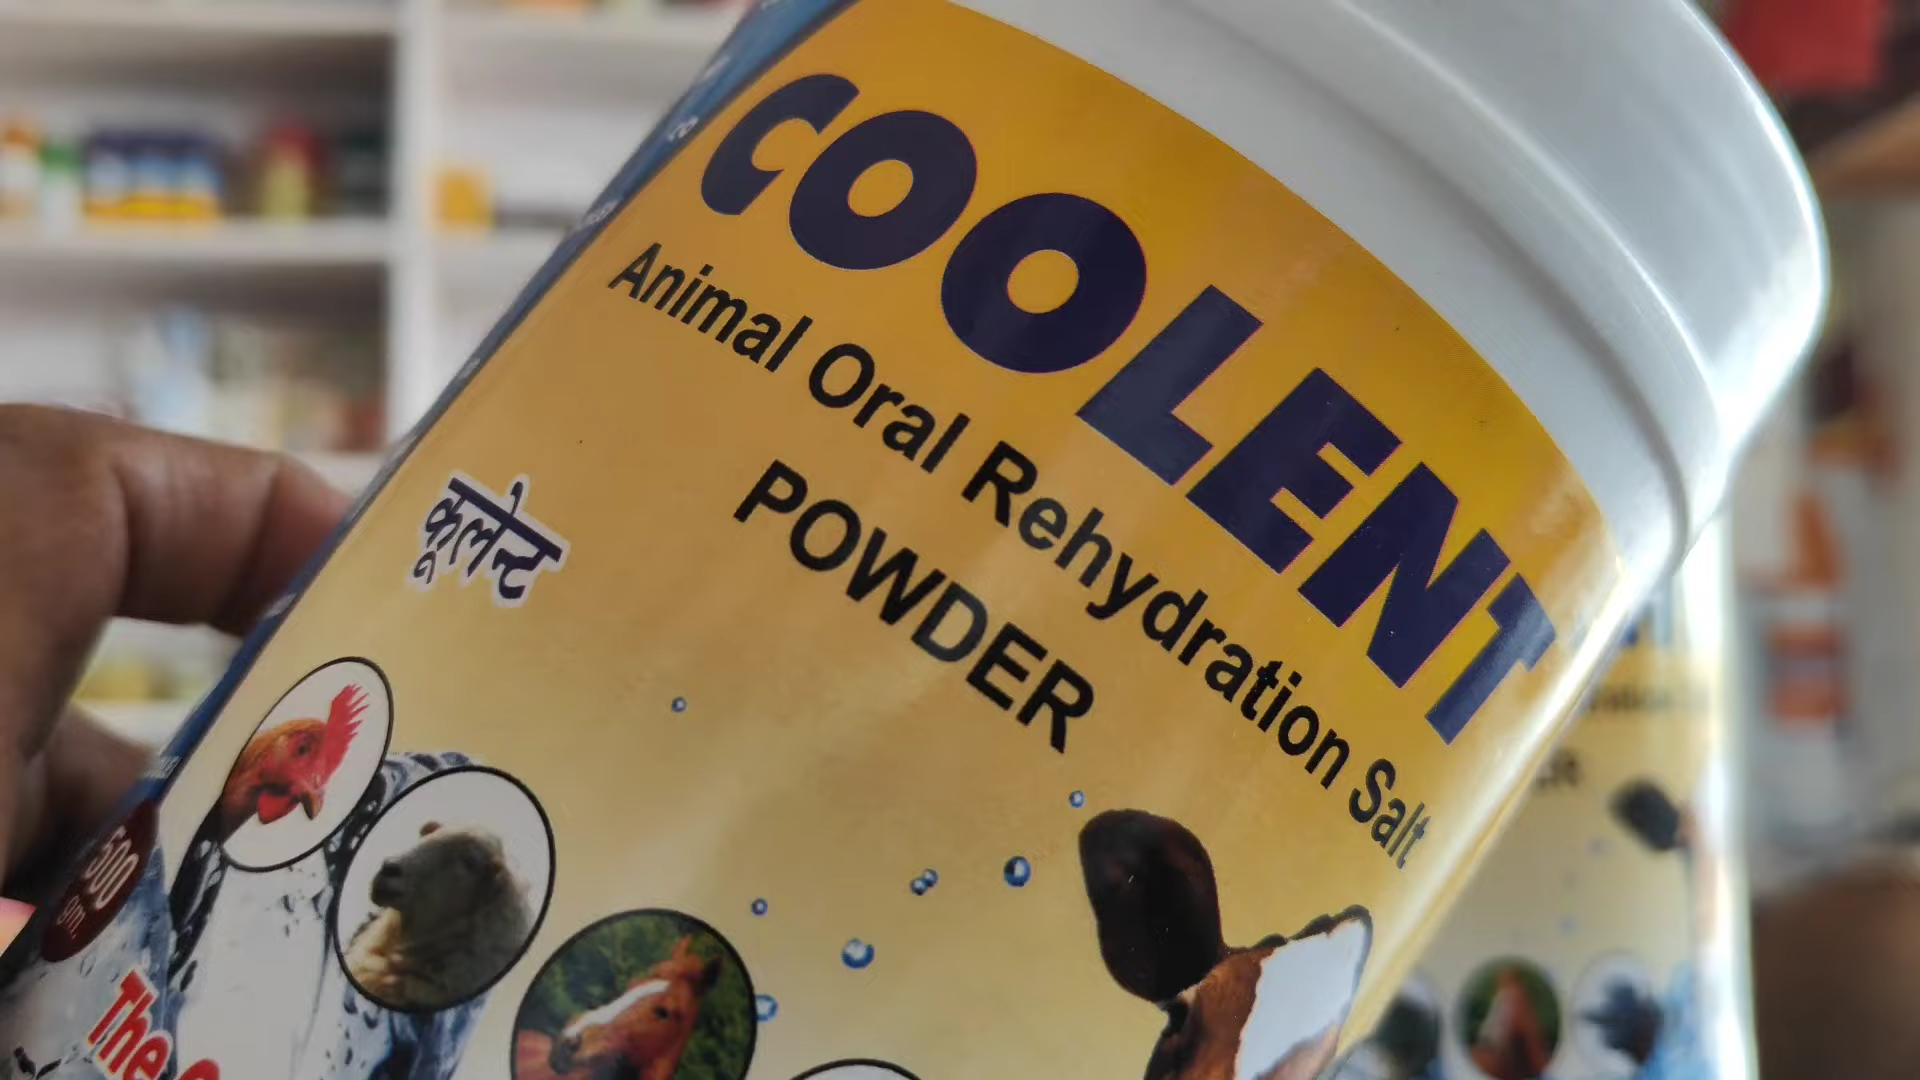 COOLENT
Animal Oral Rehydration Salt
POWDER
कूलेन्ट
500
gm.
The